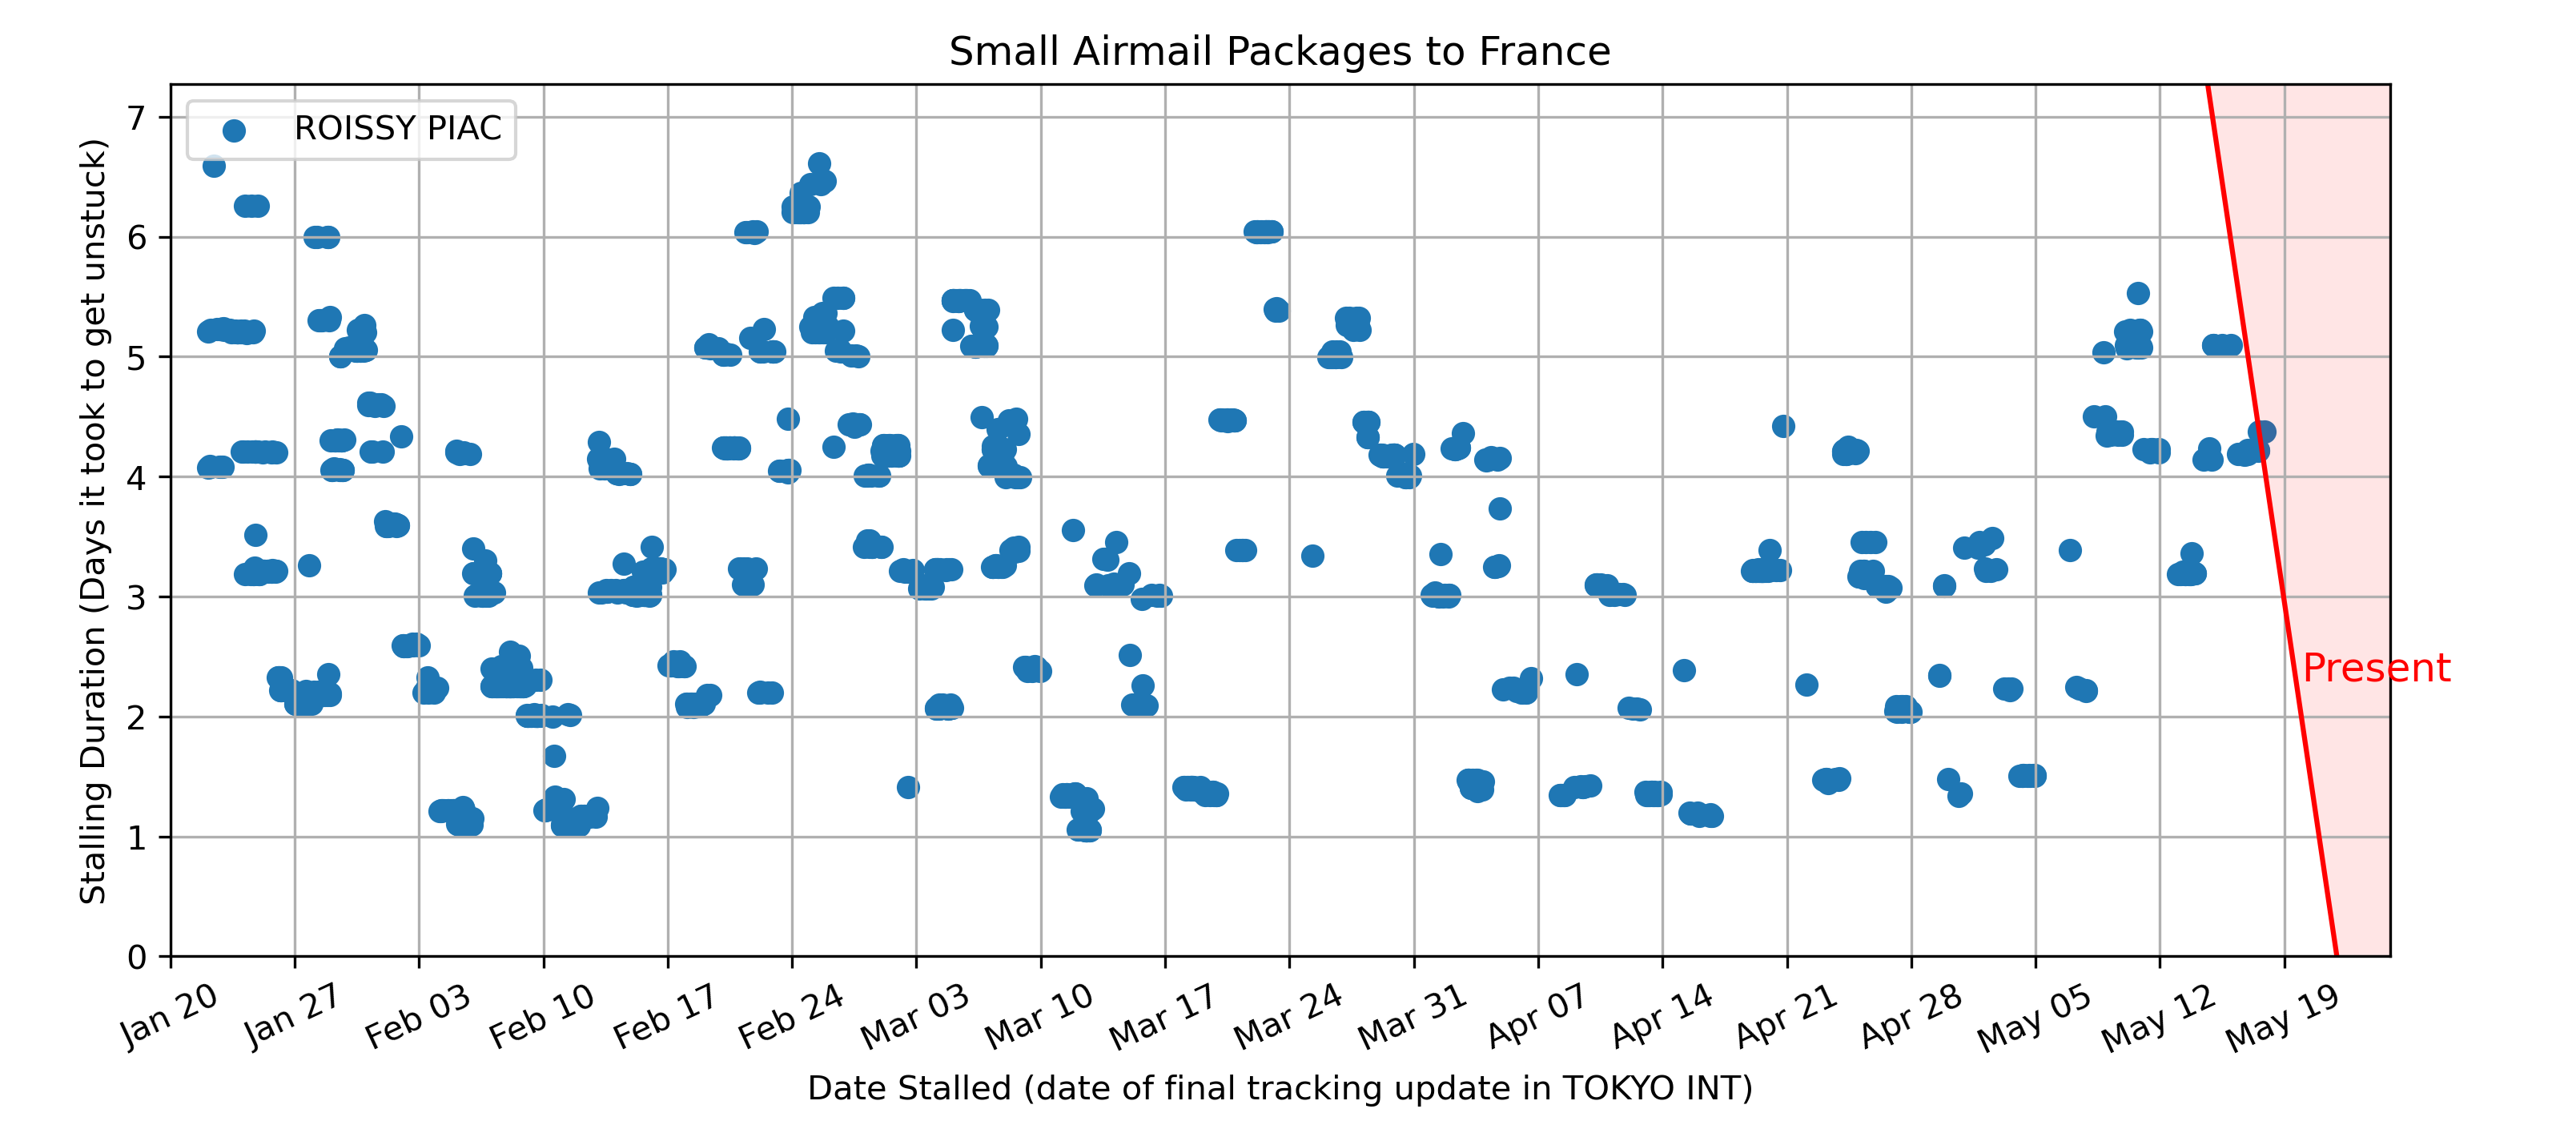 Small Airmail Packages to France
ROISSY PIAC
Stalling Duration (Days it took to get unstuck)
7
6
5
4
3
2
1
0
Present
Jan 20
Jan 27
Feb 03
Feb 10
Feb 17
Feb 24
Mar 03
Mar 10
Mar 17
Mar 24
Mar 31
Apr 07
Apr 14
Apr 21
Apr 28
May 05
May 12
May 19
Date Stalled (date of final tracking update in TOKYO INT)